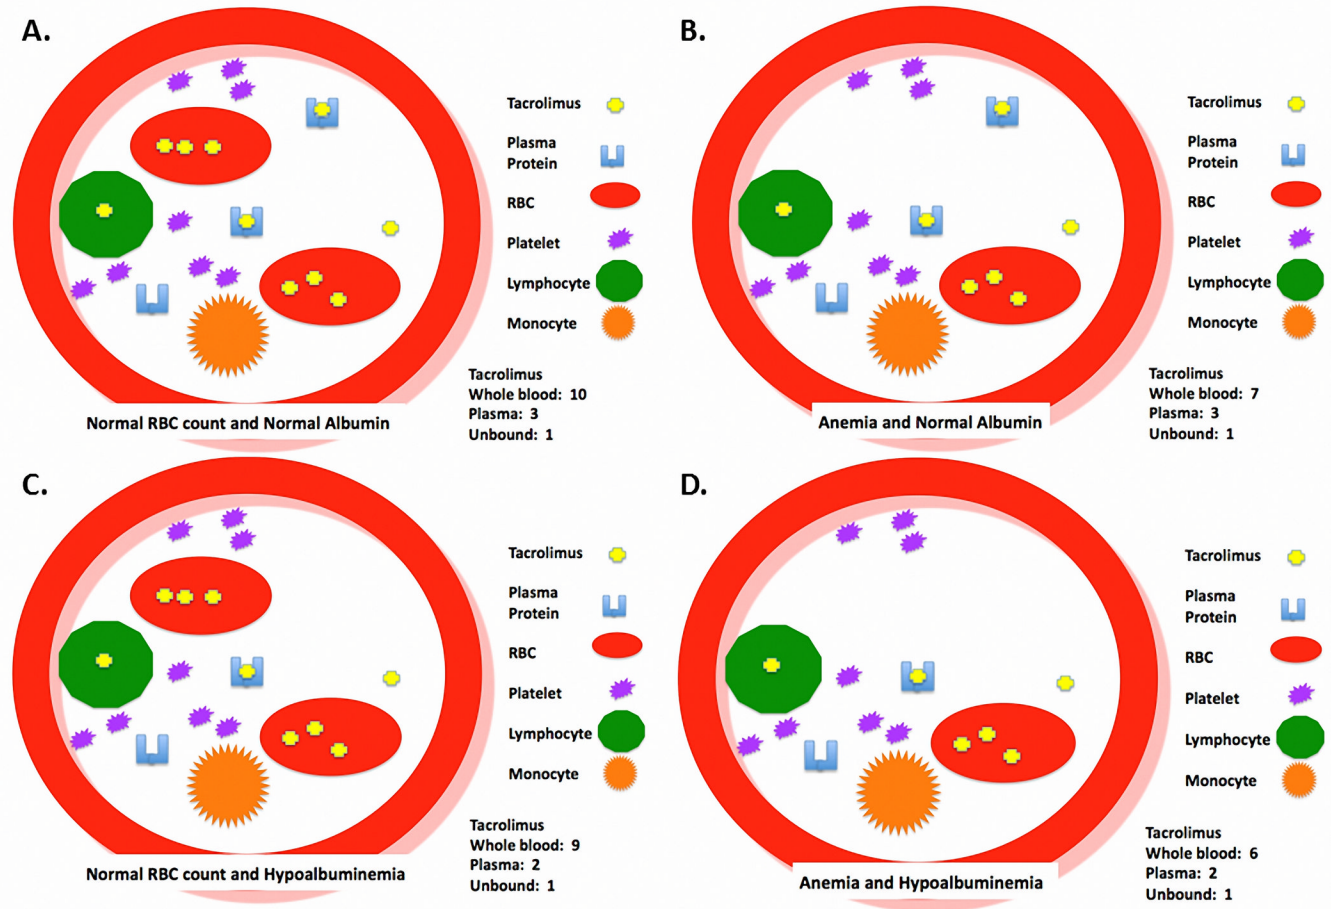 A.
Tacrolimus
Plasma
Protein
RBC
Platelet
Lymphocyte
Monocyte
Tacrolimus
Whole blood: 10
Plasma: 3
Unbound: 1
Normal RBC count and Normal Albumin
B.
Tacrolimus
Plasma
Protein
RBC
Platelet
Lymphocyte
Monocyte
Tacrolimus
Whole blood: 7
Plasma: 3
Unbound: 1
Anemia and Normal Albumin
C.
Tacrolimus
Plasma
Protein
RBC
Platelet
Lymphocyte
Monocyte
Tacrolimus
Whole blood: 9
Plasma: 2
Unbound: 1
Normal RBC count and Hypoalbuminemia
D.
Tacrolimus
Plasma
Protein
RBC
Platelet
Lymphocyte
Monocyte
Tacrolimus
Whole blood: 6
Plasma: 2
Unbound: 1
Anemia and Hypoalbuminemia